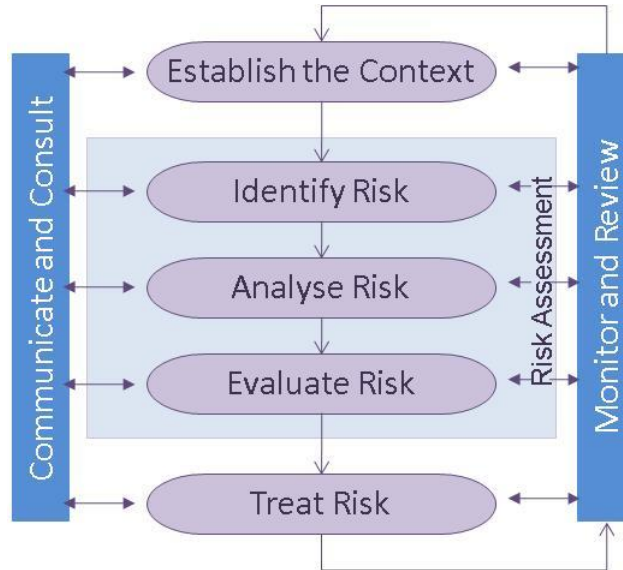 Establish the Context
Communicate and Consult
Identify Risk
Analyse Risk
Evaluate Risk
Risk Assessment
Monitor and Review
Treat Risk